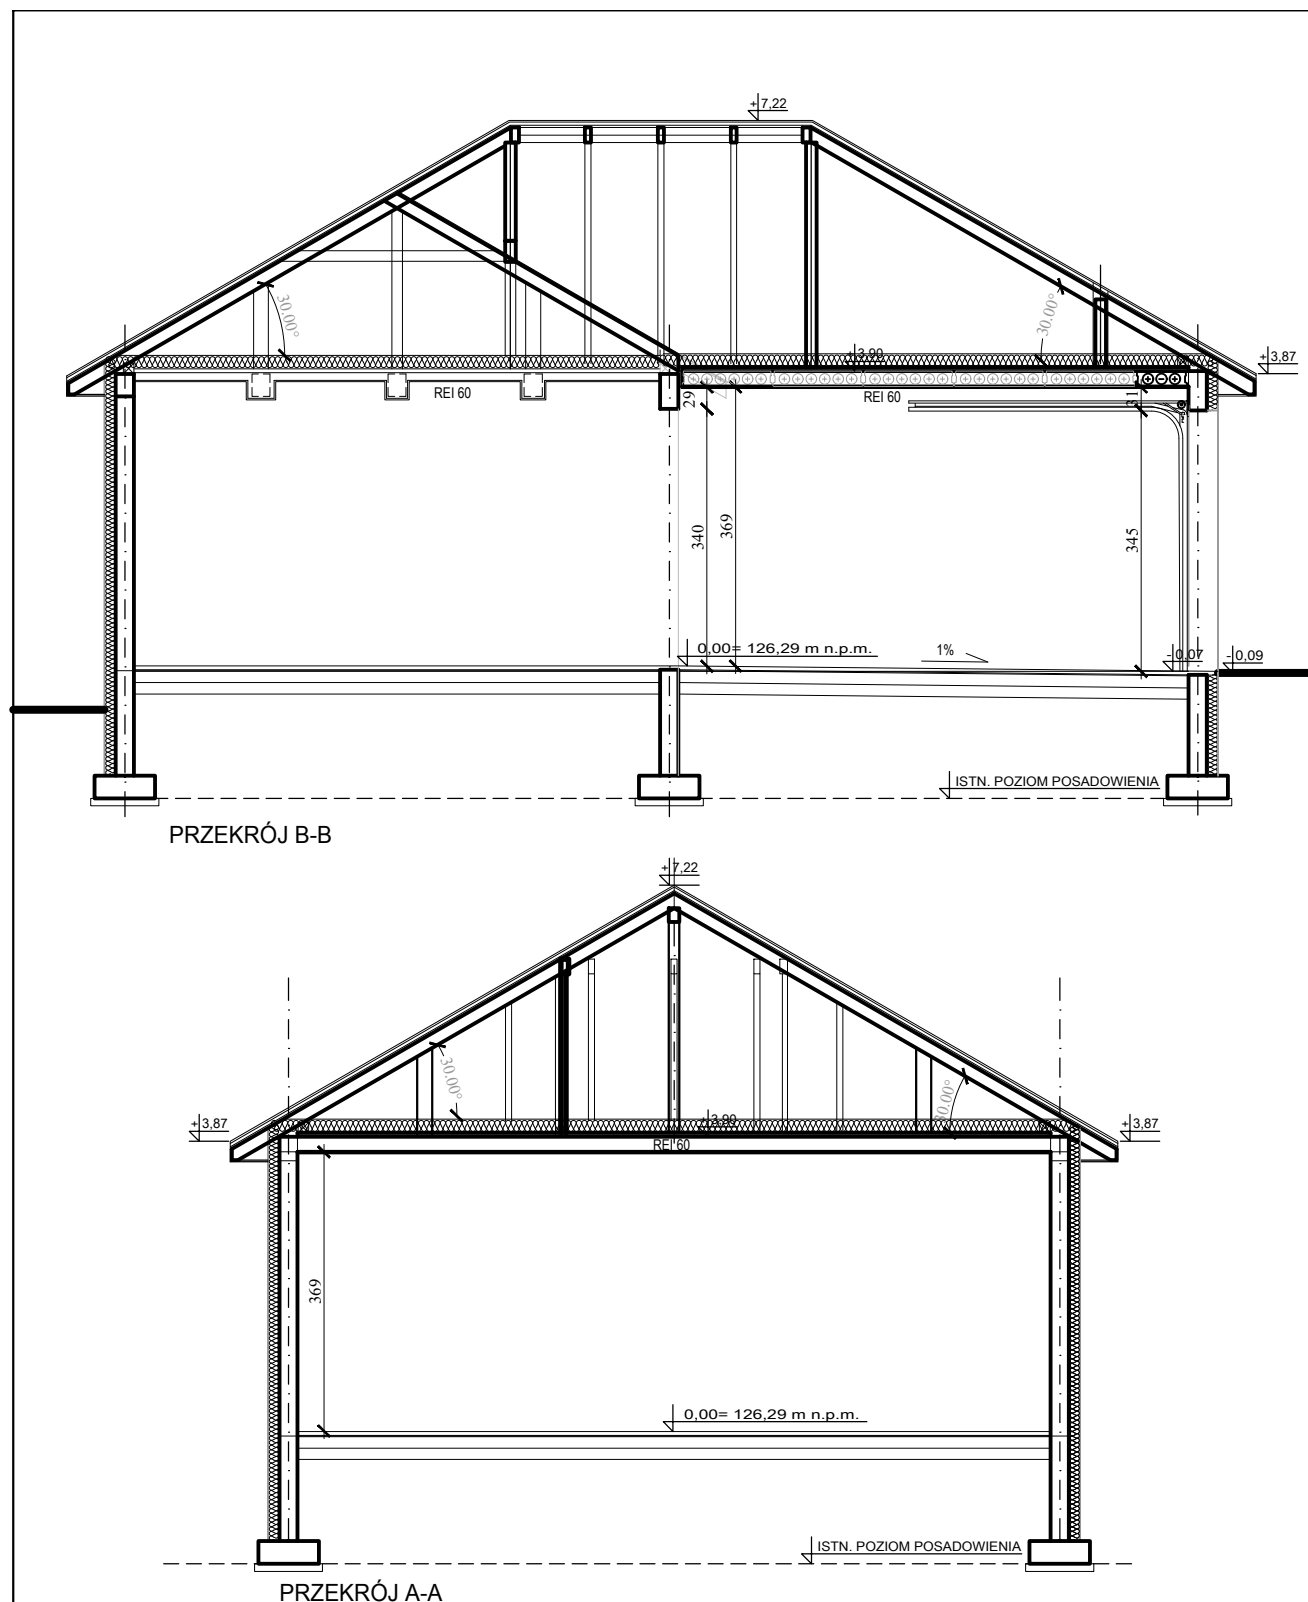 +7,22
30.00°
30.00°
+3,90
+3,87
REI 60
REI 60
29
31
340
369
345
0,00= 126,29 m n.p.m.
1%
-0,07
-0,09
ISTN. POZIOM POSADOWIENIA
PRZEKRÓJ B-B
+7,22
30.00°
30.00°
+3,87
+3,90
+3,87
REI 60
369
0,00= 126,29 m n.p.m.
ISTN. POZIOM POSADOWIENIA
PRZEKRÓJ A-A